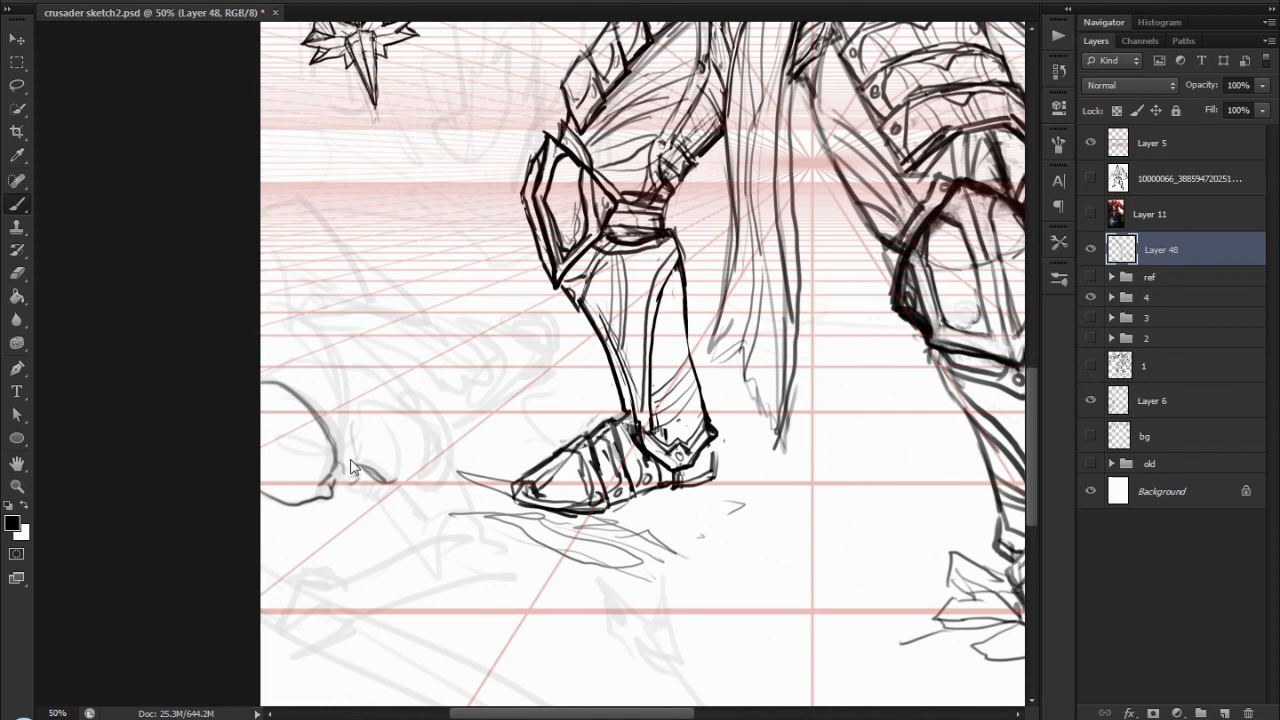 crusader sketch2.psd @ 50% (Layer 48, RGB/8) *
Navigator Histogram
Layers Channels Paths
Kind
Normal Opacity: 100%
Lock: Fill: 100%
Layer 5
10000066_388594720251...
Layer 11
Layer 48
ref
4
3
2
1
Layer 6
bg
old
Background
50% Doc: 25.3M/644.2M